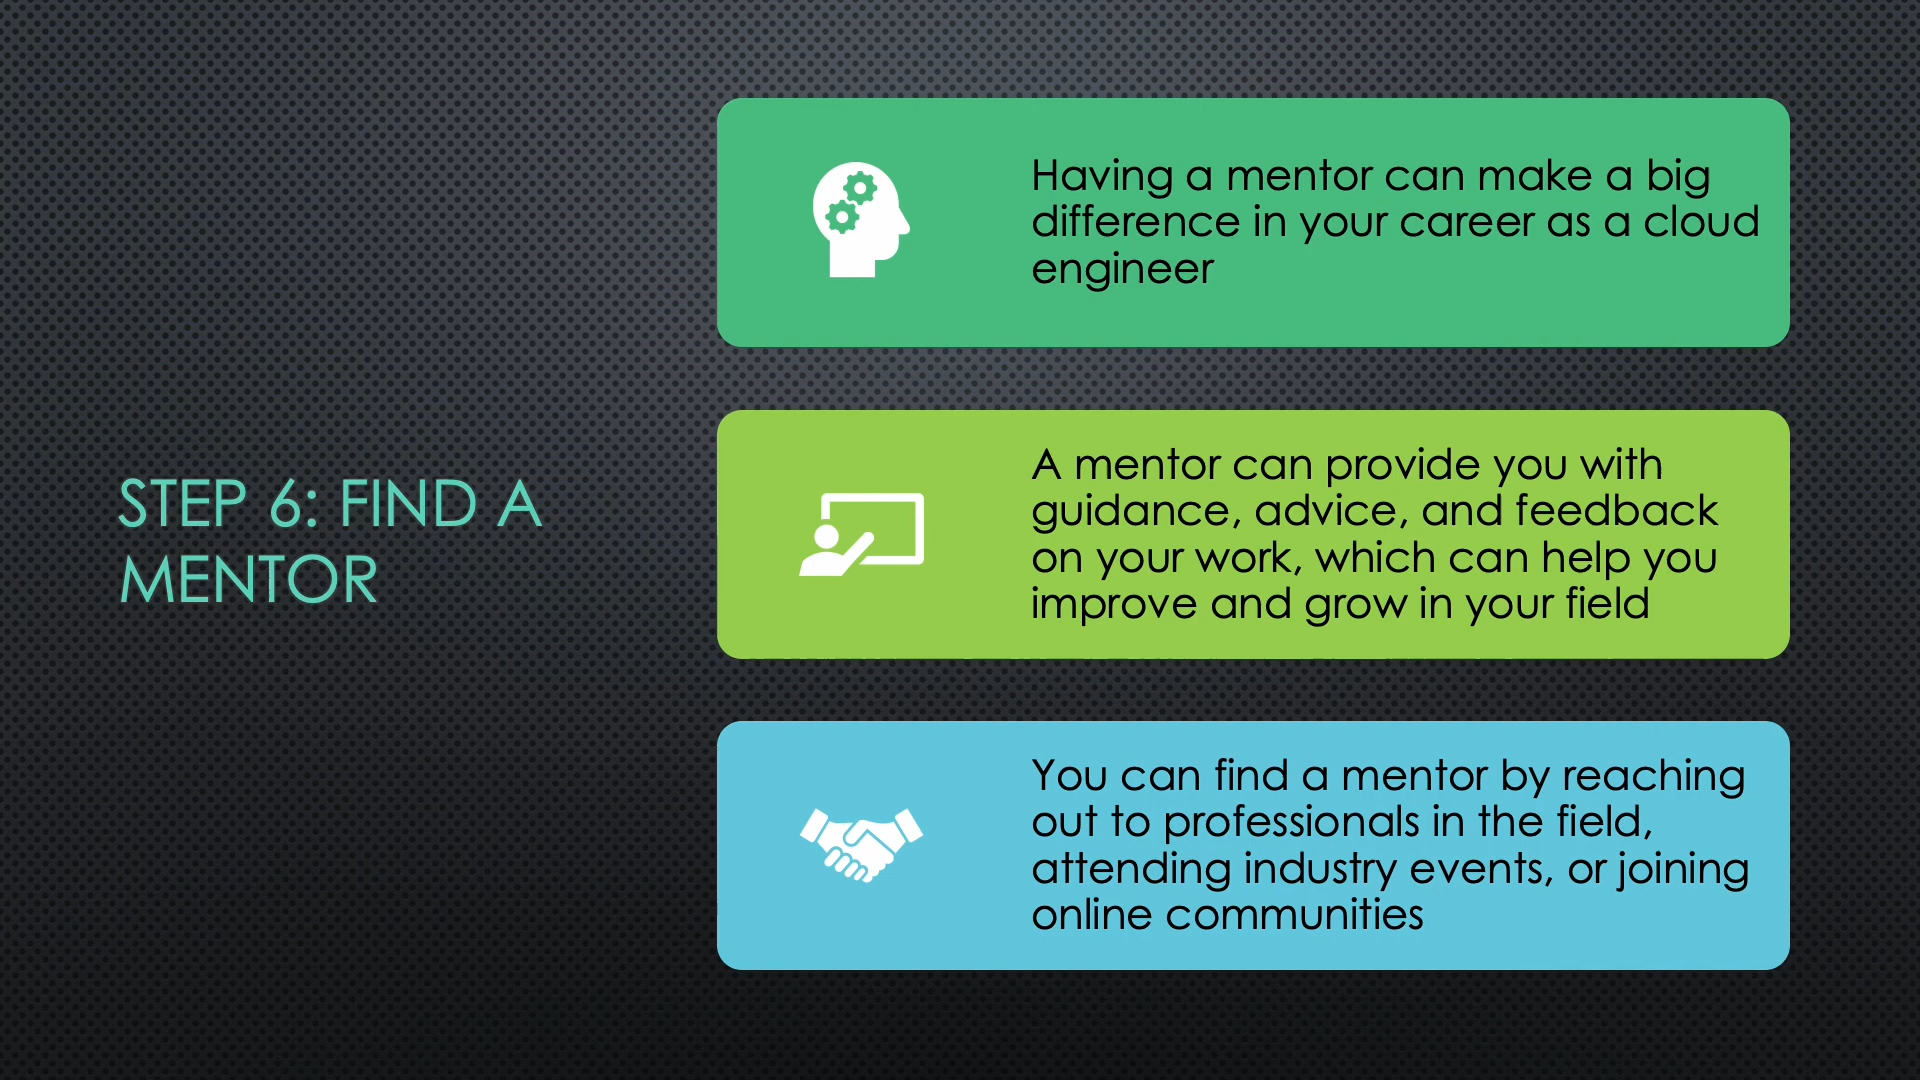 STEP 6: FIND A
MENTOR
Having a mentor can make a big
difference in your career as a cloud
engineer
A mentor can provide you with
guidance, advice, and feedback
on your work, which can help you
improve and grow in your field
You can find a mentor by reaching
out to professionals in the field,
attending industry events, or joining
online communities